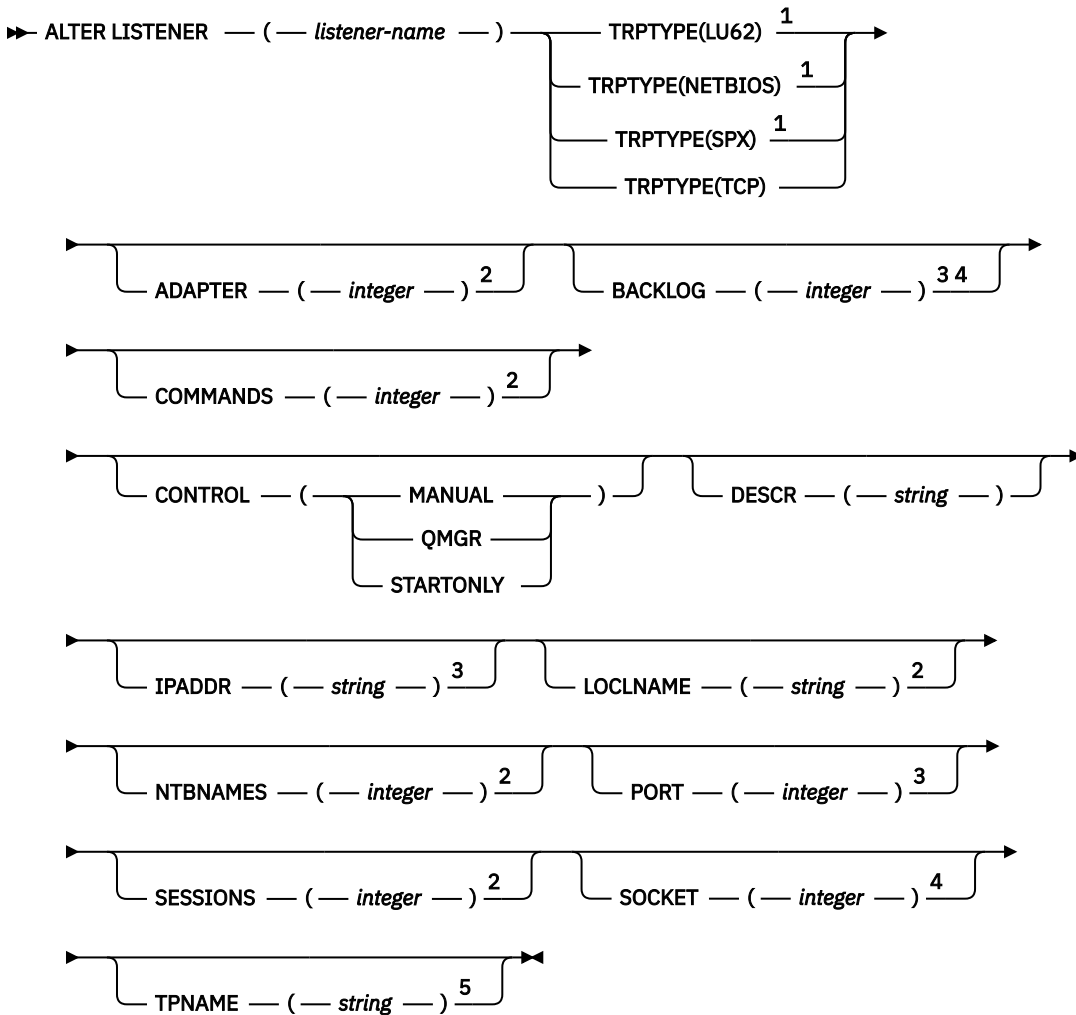 ALTER LISTENER ( listener-name ) TRPTYPE(LU62) 1
TRPTYPE(NETBIOS) 1
TRPTYPE(SPX) 1
TRPTYPE(TCP)
ADAPTER ( integer ) 2 BACKLOG ( integer ) 3 4
COMMANDS ( integer ) 2
CONTROL ( MANUAL ) DESCR ( string )
QMGR
STARTONLY
IPADDR ( string ) 3 LOCLNAME ( string ) 2
NTBNAMES ( integer ) 2 PORT ( integer ) 3
SESSIONS ( integer ) 2 SOCKET ( integer ) 4
TPNAME ( string ) 5